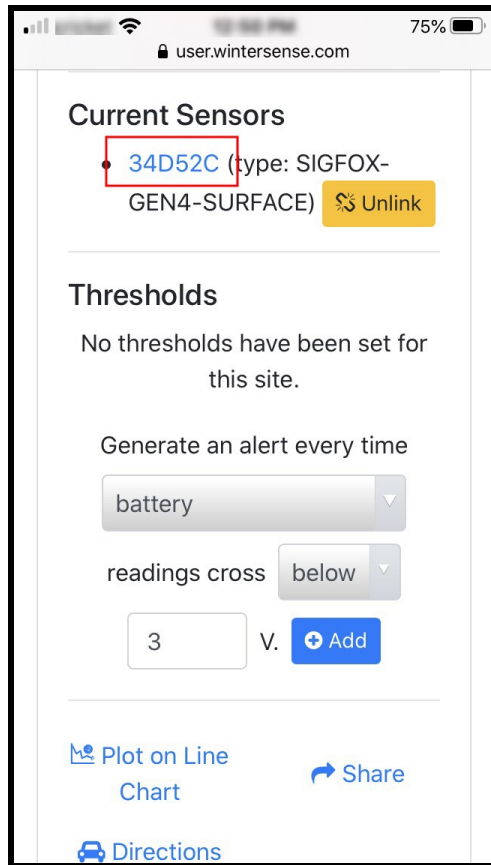 75%
user.wintersense.com
Current Sensors
• 34D52C (type: SIGFOX-
GEN4-SURFACE) Unlink
Thresholds
No thresholds have been set for
this site.
Generate an alert every time
battery
readings cross below
3 V. Add
Plot on Line
Chart
Share
Directions